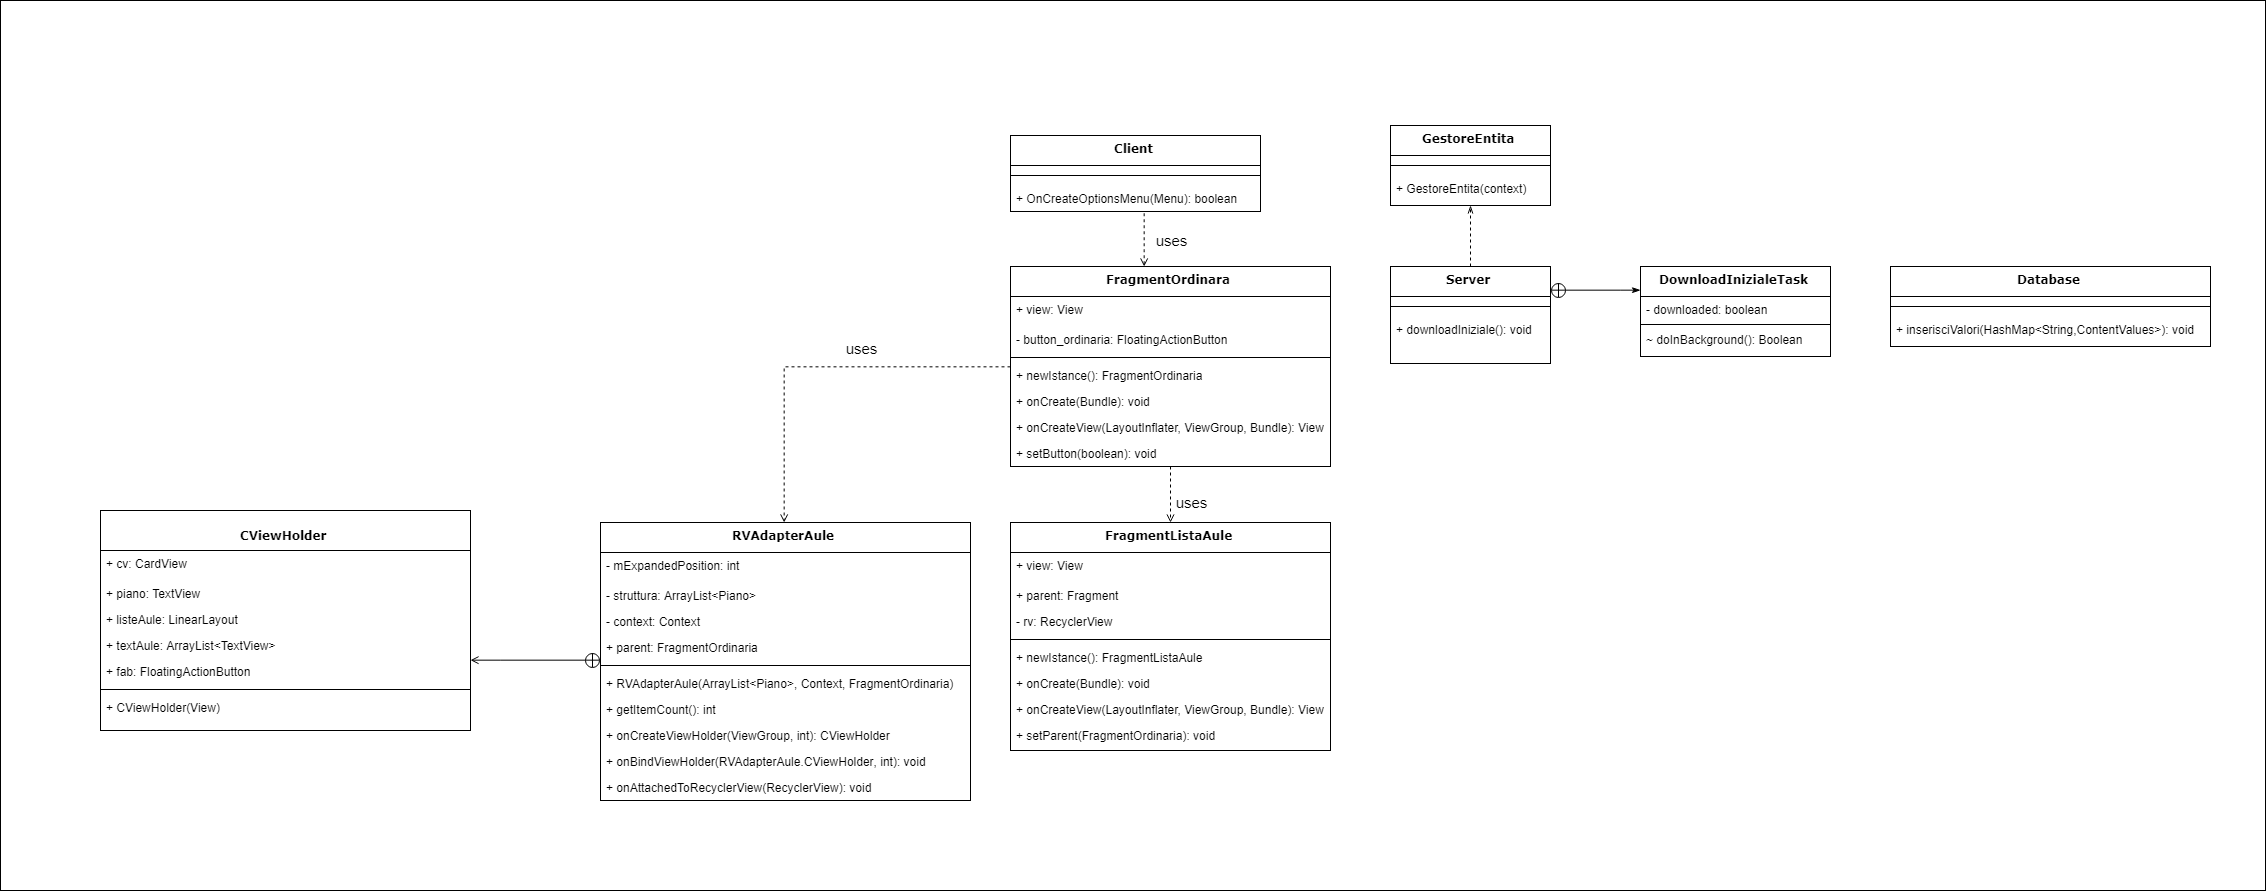 Client
+ OnCreateOptionsMenu(Menu): boolean
uses
FragmentOrdinara
+ view: View
- button_ordinaria: FloatingActionButton
+ newIstance(): FragmentOrdinaria
+ onCreate(Bundle): void
+ onCreateView(LayoutInflater, ViewGroup, Bundle): View
+ setButton(boolean): void
uses
uses
GestoreEntita
+ GestoreEntita(context)
Server
+ downloadIniziale(): void
DownloadInizialeTask
- downloaded: boolean
~ doInBackground(): Boolean
Database
+ inserisciValori(HashMap<String,ContentValues>): void
CViewHolder
+ cv: CardView
+ piano: TextView
+ listeAule: LinearLayout
+ textAule: ArrayList<TextView>
+ fab: FloatingActionButton
+ CViewHolder(View)
RVAdapterAule
- mExpandedPosition: int
- struttura: ArrayList<Piano>
- context: Context
+ parent: FragmentOrdinaria
+ RVAdapterAule(ArrayList<Piano>, Context, FragmentOrdinaria)
+ getItemCount(): int
+ onCreateViewHolder(ViewGroup, int): CViewHolder
+ onBindViewHolder(RVAdapterAule.CViewHolder, int): void
+ onAttachedToRecyclerView(RecyclerView): void
FragmentListaAule
+ view: View
+ parent: Fragment
- rv: RecyclerView
+ newIstance(): FragmentListaAule
+ onCreate(Bundle): void
+ onCreateView(LayoutInflater, ViewGroup, Bundle): View
+ setParent(FragmentOrdinaria): void